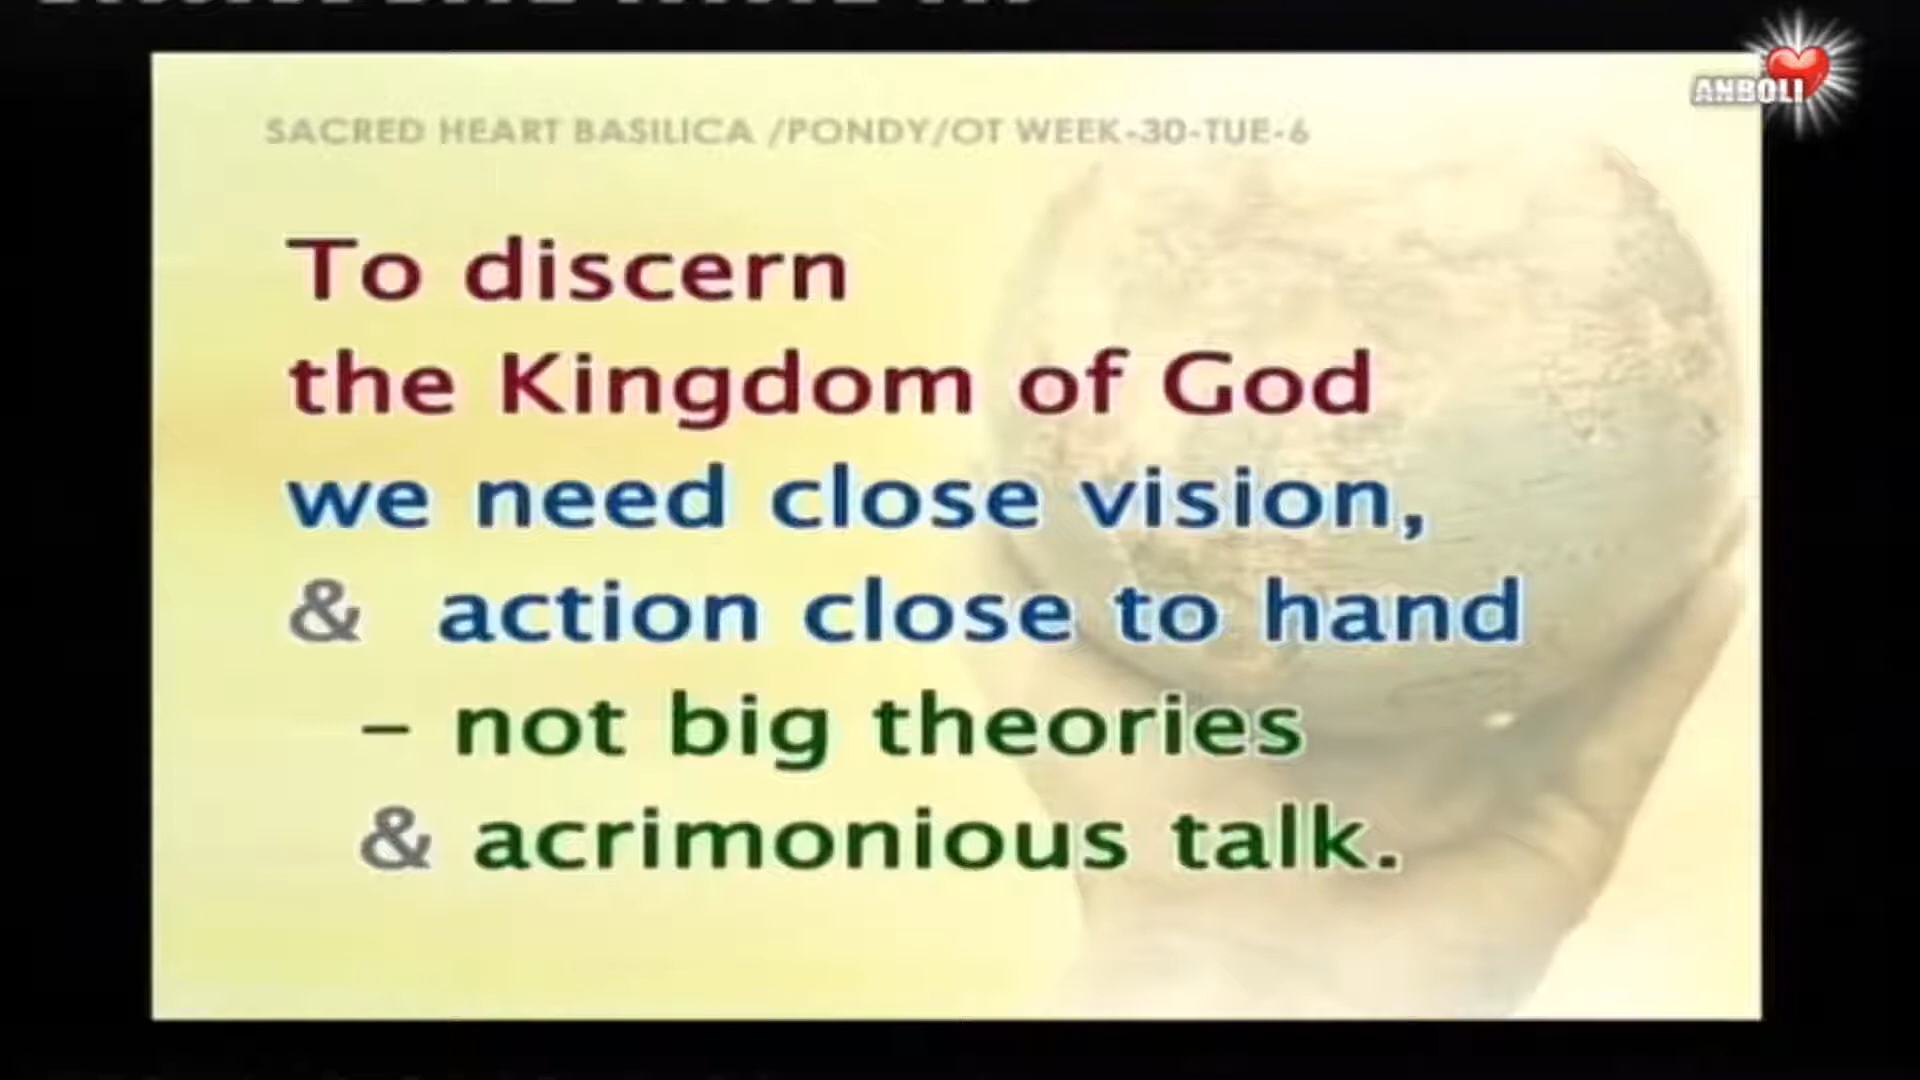 ANBOLI
SACRED HEART BASILICA /PONDY/OT WEEK-30-TUE-6
To discern
the Kingdom of God
we need close vision,
& action close to hand
– not big theories
& acrimonious talk.